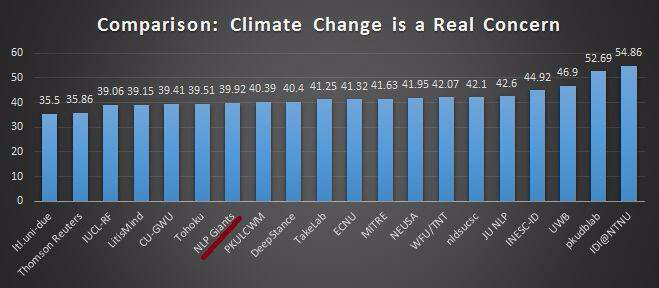 Comparison: Climate Change is a Real Concern
60
50
40
30
20
10
0
35.5 35.86 39.06 39.15 39.41 39.51 39.92 40.39 40.4 41.25 41.32 41.63 41.95 42.07 42.1 42.6 44.92 46.9 52.69 54.86
ltl.uni-due
Thomson Reuters
IUCL-RF
LitisMind
CU-GWU
Tohoku
NLP Giants
PKULCWM
DeepStance
TakeLab
ECNU
MITRE
NEUSA
WFU/TNT
nldsucsc
JU NLP
INESC-ID
UWB
pkudblab
IDI@NTNU